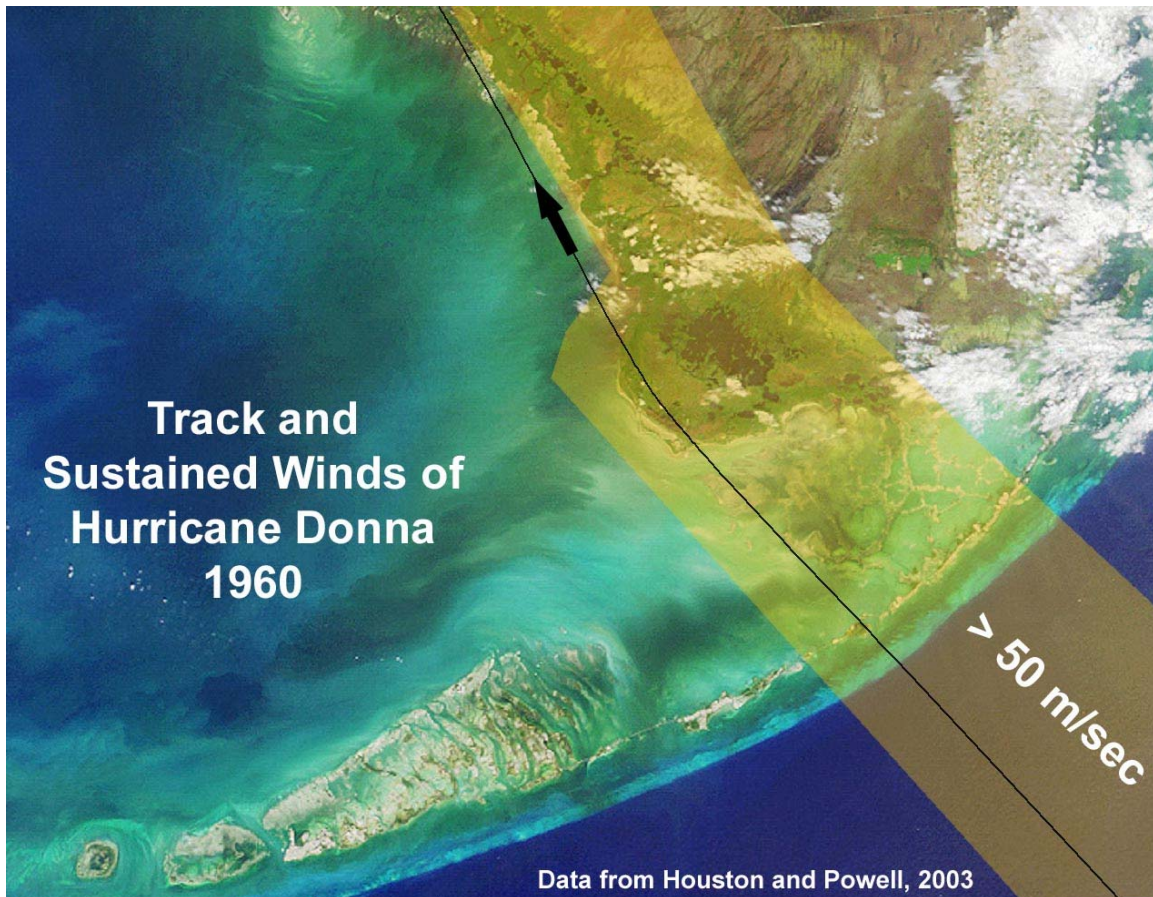 Track and
Sustained Winds of
Hurricane Donna
1960
> 50 m/sec
Data from Houston and Powell, 2003